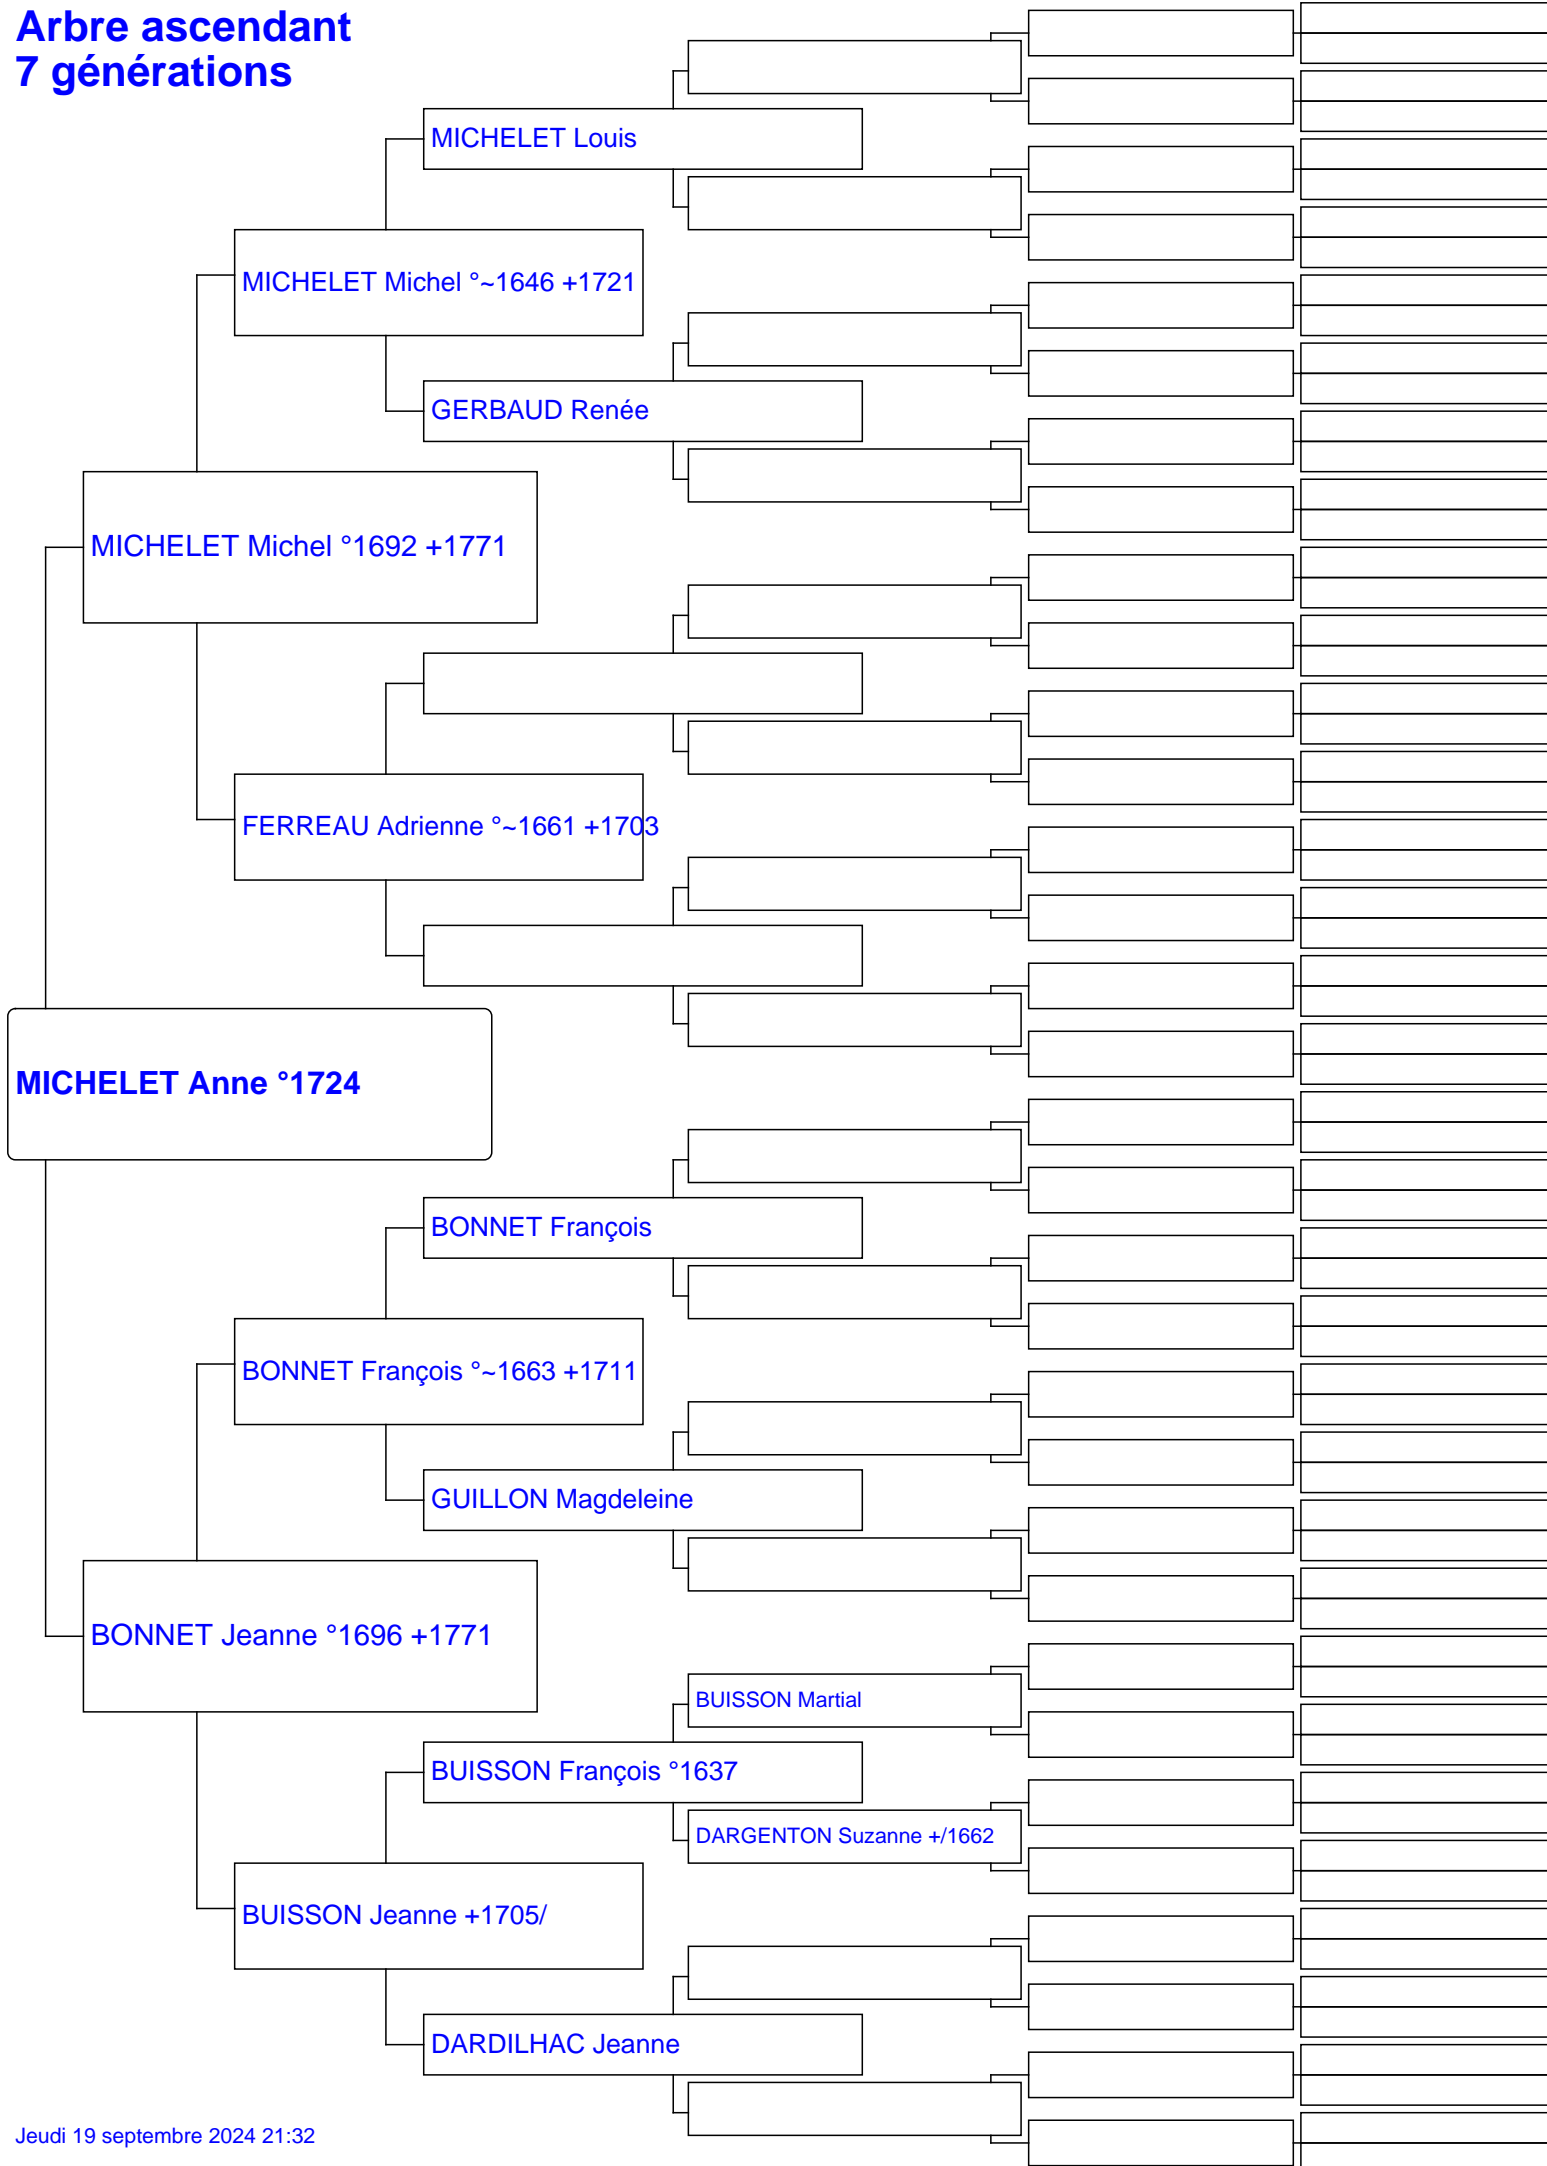 Arbre ascendant
7 générations
MICHELET Louis
MICHELET Michel °~1646 +1721
GERBAUD Renée
MICHELET Michel °1692 +1771
FERREAU Adrienne °~1661 +1703
MICHELET Anne °1724
BONNET François
BONNET François °~1663 +1711
GUILLON Magdeleine
BONNET Jeanne °1696 +1771
BUISSON Martial
BUISSON François °1637
DARGENTON Suzanne +/1662
BUISSON Jeanne +1705/
DARDILHAC Jeanne
Jeudi 19 septembre 2024 21:32